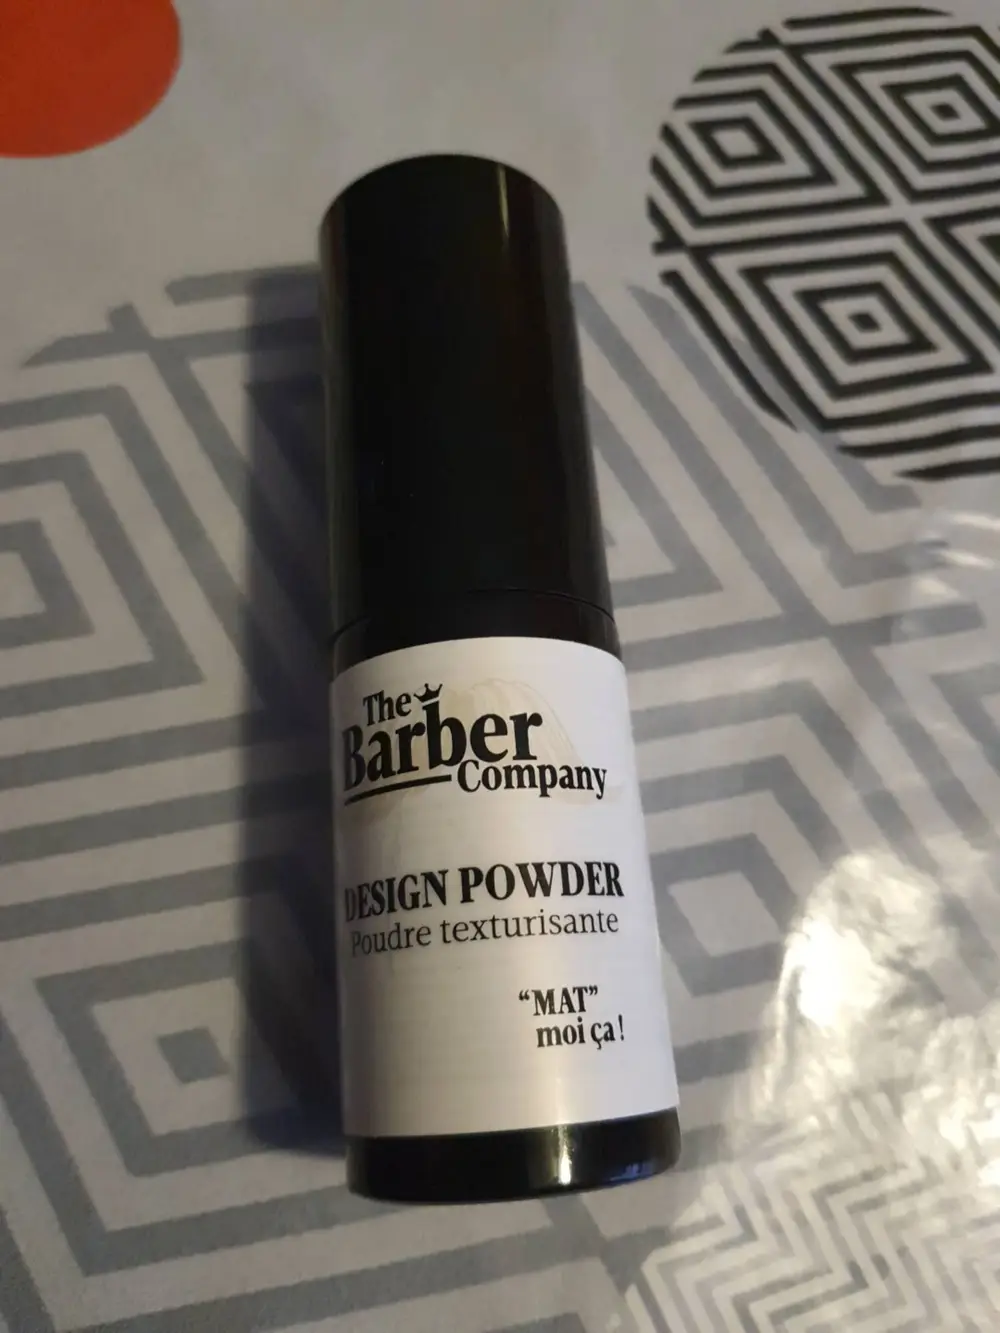 The
Barber
Company
DESIGN POWDER
Poudre texturisante
“MAT”
moi ça!